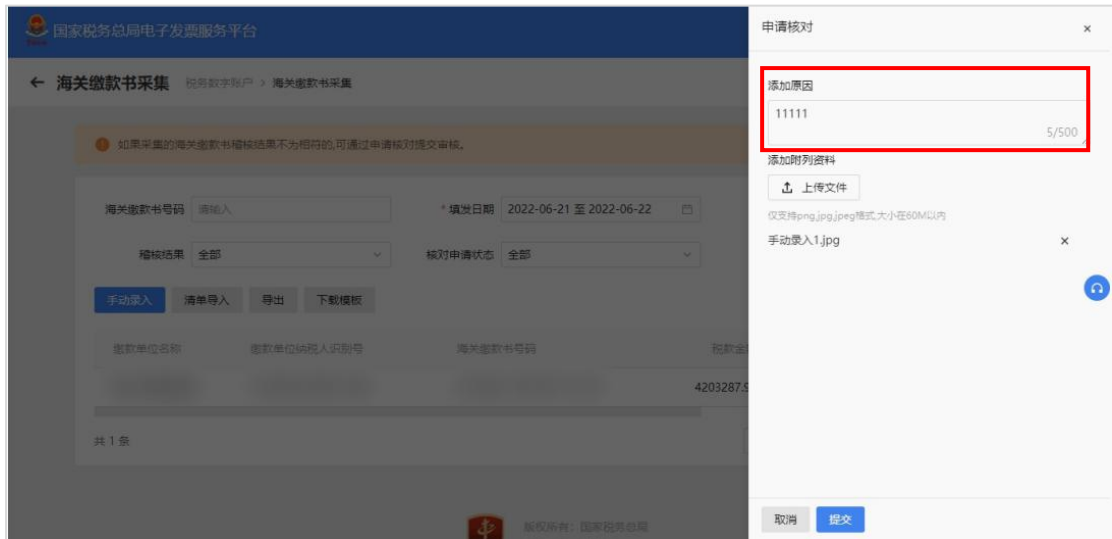 国家税务总局电子发票服务平台
← 海关缴款书采集 税务数字账户 > 海关缴款书采集
如果采集的海关缴款书稽核结果不为相符的,可通过申请核对提交审核。
海关缴款书号码 请输入 * 填发日期 2022-06-21 至 2022-06-22
稽核结果 全部 核对申请状态 全部
手动录入 清单导入 导出 下载模板
缴款单位名称 缴款单位纳税人识别号 海关缴款书号码 税款金
4203287.9
共 1 条
版权所有：国家税务总局
申请核对 ×
添加原因
11111
5/500
添加附列资料
上传文件
仅支持png,jpg,jpeg格式,大小在60M以内
手动录入1.jpg ×
取消 提交